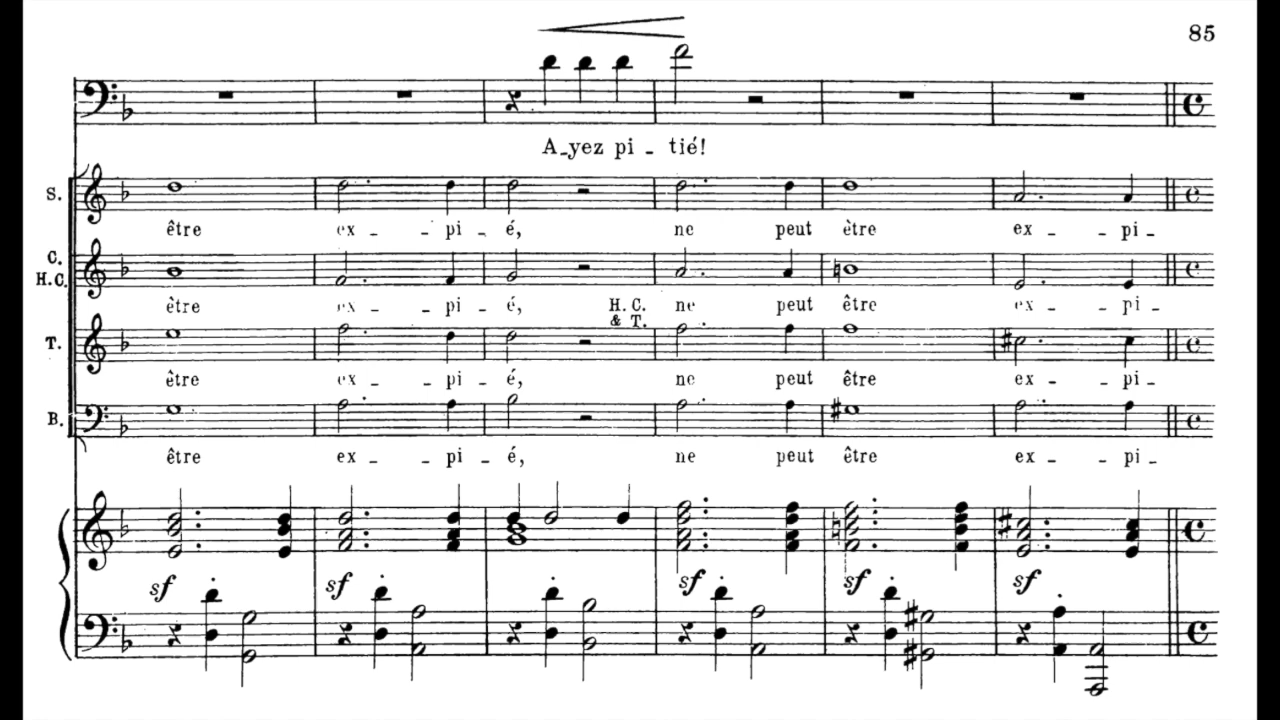 85
A_yez pi _ tié!
S.
être ex _ _ pi _ é, ne peut être ex _ _ pi _
C.
H.C.
être ex _ _ pi _ é, ne peut être ex _ _ pi _
H. C.
& T.
T.
être ex _ _ pi _ é, ne peut être ex _ _ pi _
B.
être ex _ _ pi _ é, ne peut être ex _ _ pi _
sf sf sf sf sf